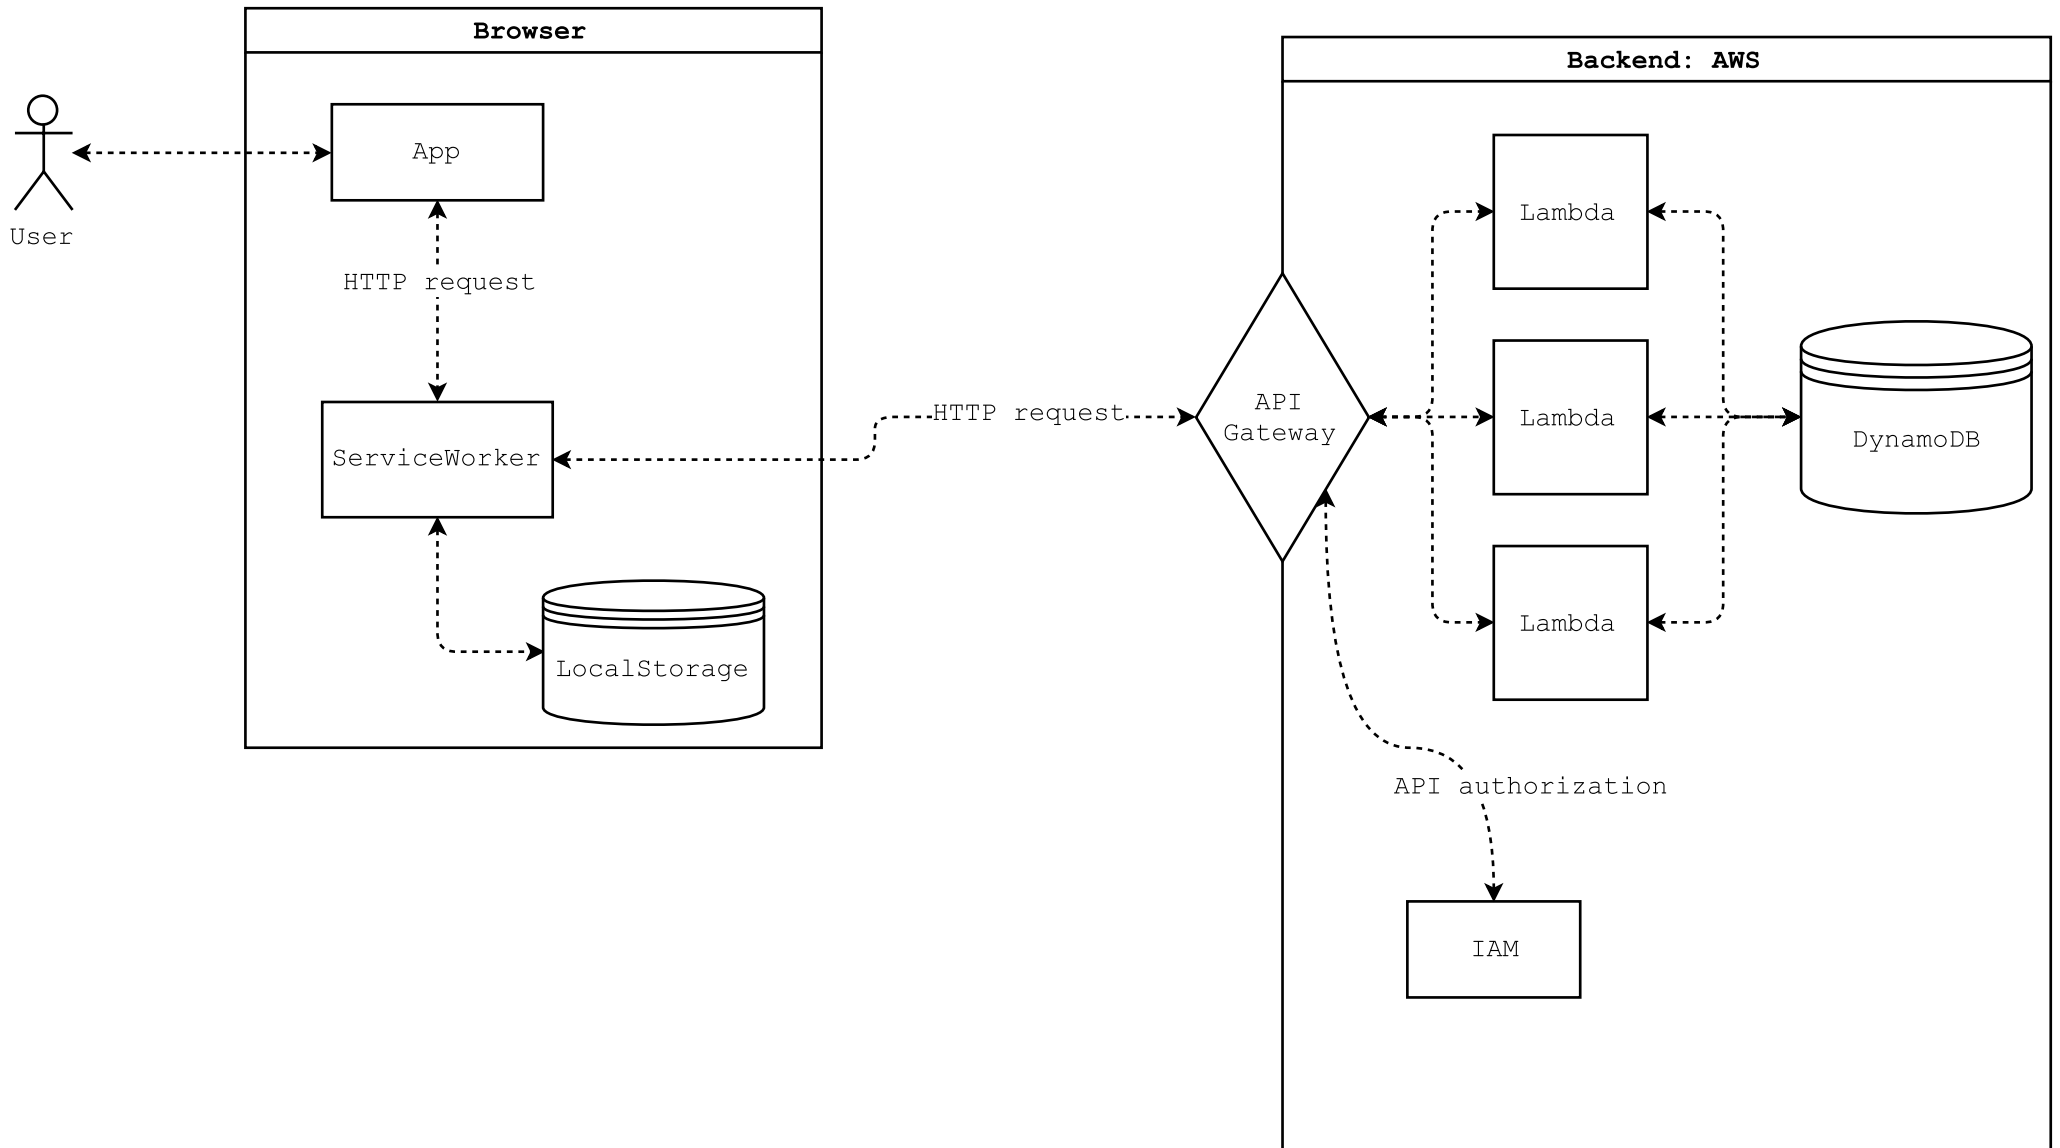 Browser
Backend: AWS
User
App
HTTP request
ServiceWorker
LocalStorage
HTTP request
API
Gateway
Lambda
Lambda
Lambda
DynamoDB
API authorization
IAM